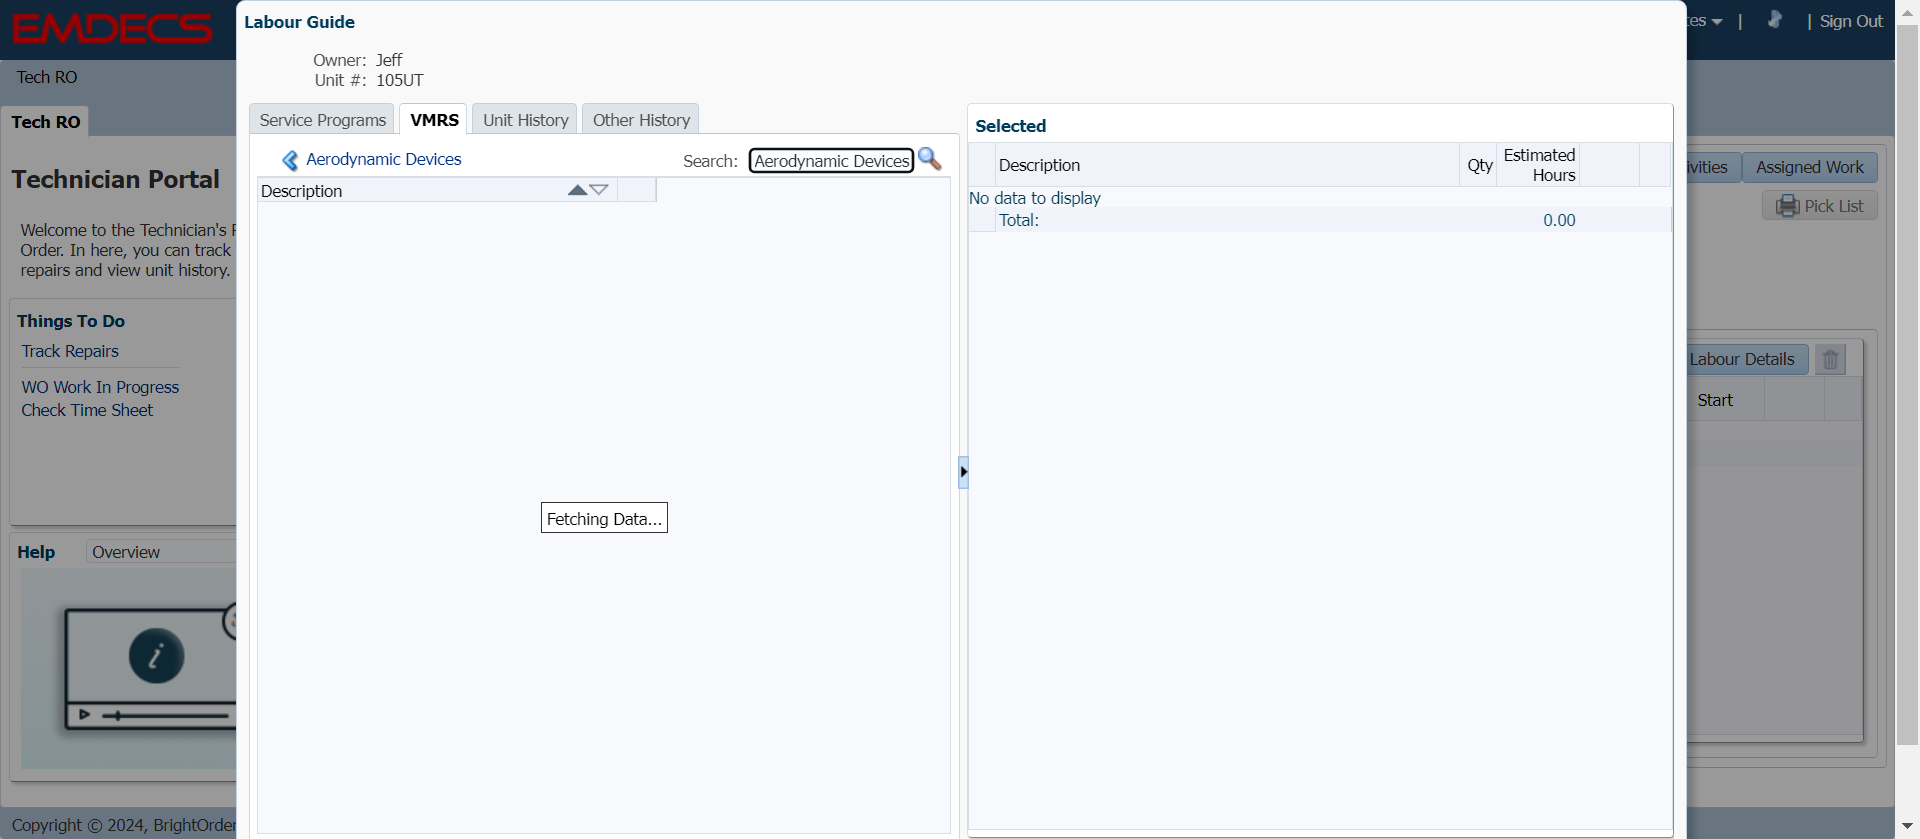 EMDECS
Labour Guide
tes | | Sign Out
Owner: Jeff
Unit #: 105UT
Tech RO
Tech RO
Service Programs VMRS Unit History Other History
Selected
Aerodynamic Devices Search: Aerodynamic Devices
Description
Description Qty Estimated Hours
No data to display
Total: 0.00
Technician Portal
ivities Assigned Work
Pick List
Welcome to the Technician's
Order. In here, you can track
repairs and view unit history.
Things To Do
Track Repairs
WO Work In Progress
Check Time Sheet
Labour Details
Start
Fetching Data...
Help Overview
i
Copyright © 2024, BrightOrder